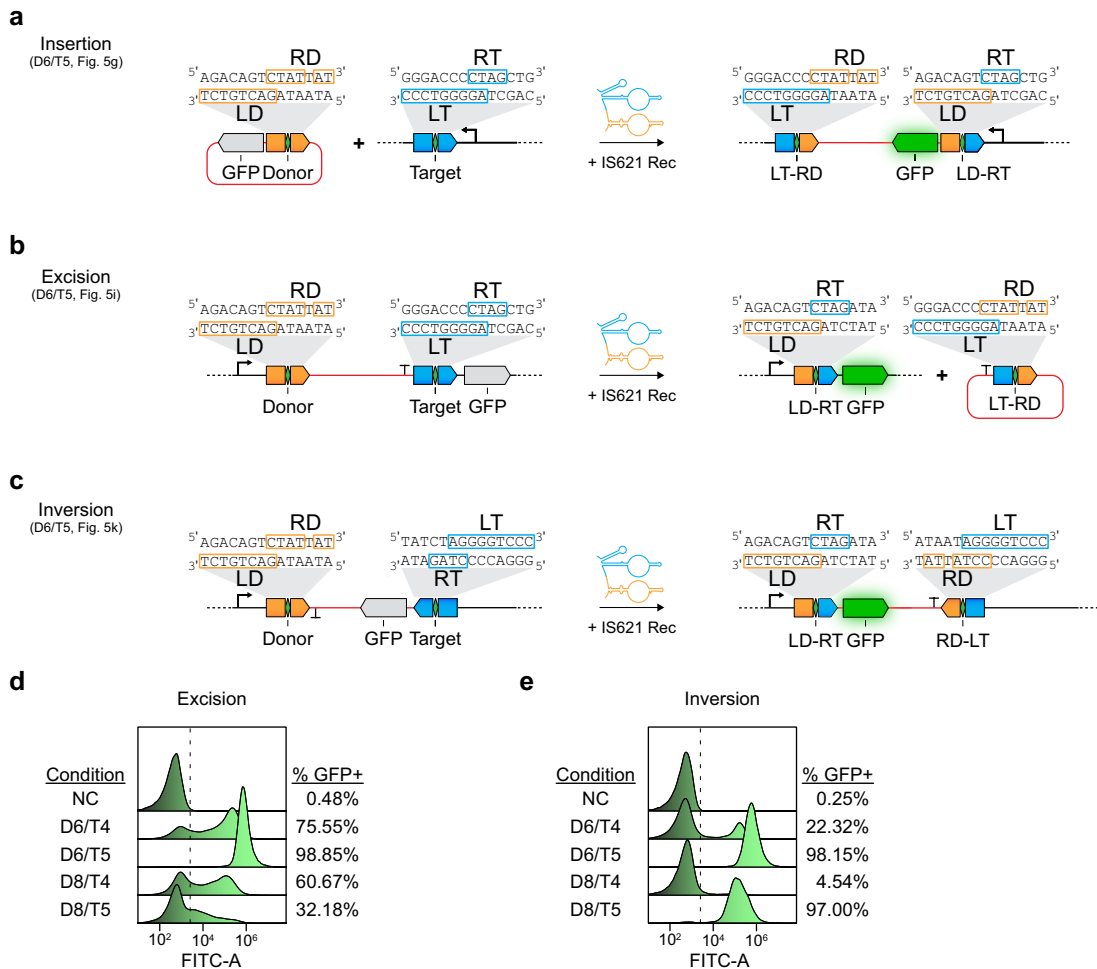 a
Insertion
(D6/T5, Fig. 5g)
RD
5' AGACAGTCTATTAT 3'
3' TCTGTCAGATAATA 5'
LD
GFP Donor
+
RT
5' GGGACCCCTAGCTG 3'
3' CCCTGGGGATCGAC 5'
LT
Target
+ IS621 Rec
RD
5' GGGACCCCTATTAT 3'
3' CCCTGGGGATAATA 5'
LT
LT-RD
RT
5' AGACAGTCTAGCTG 3'
3' TCTGTCAGATCGAC 5'
LD
GFP
LD-RT
b
Excision
(D6/T5, Fig. 5i)
RD
5' AGACAGTCTATTAT 3'
3' TCTGTCAGATAATA 5'
LD
Donor
RT
5' GGGACCCCTAGCTG 3'
3' CCCTGGGGATCGAC 5'
LT
Target
GFP
+ IS621 Rec
RT
5' AGACAGTCTAGATA 3'
3' TCTGTCAGATCTAT 5'
LD
LD-RT GFP
+
RD
5' GGGACCCCTATTAT 3'
3' CCCTGGGGATAATA 5'
LT
LT-RD
c
Inversion
(D6/T5, Fig. 5k)
RD
5' AGACAGTCTATTAT 3'
3' TCTGTCAGATAATA 5'
LD
Donor
GFP
LT
5' TATCTAGGGGTCCC 3'
3' ATAGATCCCCAGGG 5'
RT
Target
+ IS621 Rec
RT
5' AGACAGTCTAGATA 3'
3' TCTGTCAGATCTAT 5'
LD
LD-RT GFP
LT
5' ATAATAGGGGTCCC 3'
3' TATTATCCCCAGGG 5'
RD
RD-LT
d
Excision
Condition % GFP+
NC 0.48%
D6/T4 75.55%
D6/T5 98.85%
D8/T4 60.67%
D8/T5 32.18%
10² 10⁴ 10⁶
FITC-A
e
Inversion
Condition % GFP+
NC 0.25%
D6/T4 22.32%
D6/T5 98.15%
D8/T4 4.54%
D8/T5 97.00%
10² 10⁴ 10⁶
FITC-A